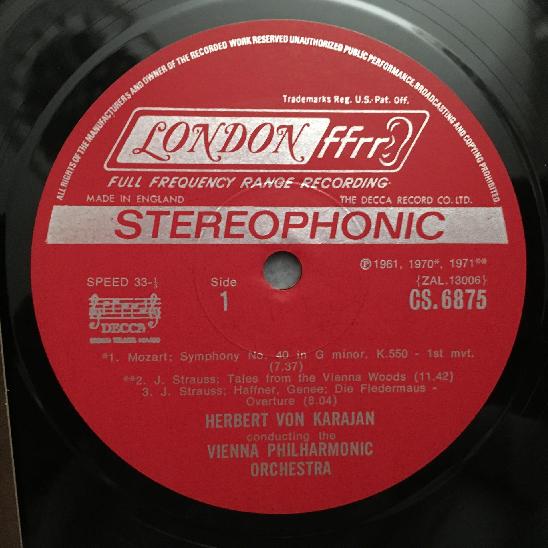 ALL RIGHTS OF THE MANUFACTURERS AND OWNER OF THE RECORDED WORK RESERVED UNAUTHORIZED PUBLIC PERFORMANCE, BROADCASTING AND COPYING PROHIBITED
Trademarks Reg. U.S. Pat. Off.
LONDON ffrr
FULL FREQUENCY RANGE RECORDING
MADE IN ENGLAND THE DECCA RECORD CO. LTD.
STEREOPHONIC
℗ 1961, 1970*, 1971**
SPEED 33-⅓ Side {ZAL.13006}
1 CS.6875
DECCA
*1. Mozart; Symphony No. 40 in G minor, K.550 - 1st mvt.
(7.37)
**2. J. Strauss; Tales from the Vienna Woods (11.42)
3. J. Strauss; Haffner, Genee; Die Fledermaus -
Overture (8.04)
HERBERT VON KARAJAN
conducting the
VIENNA PHILHARMONIC
ORCHESTRA